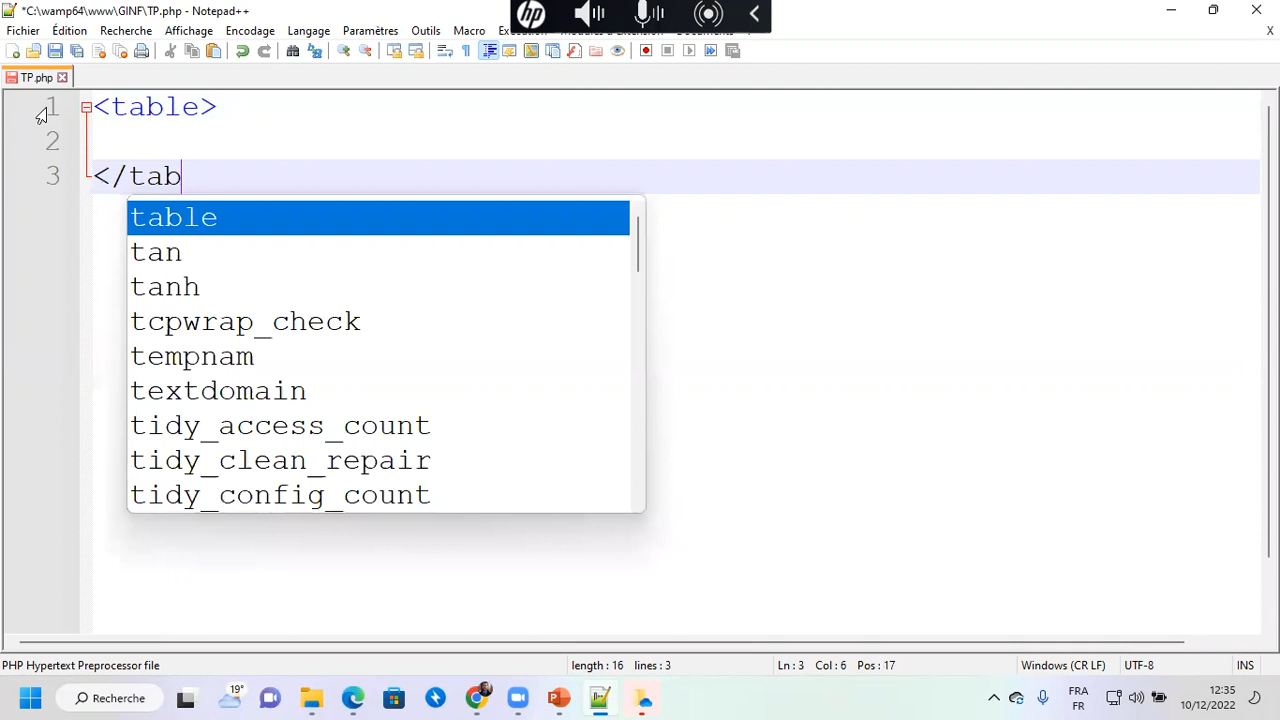 *C:\wamp64\www\GINF\TP.php - Notepad++
hp
Fichier Édition Recherche Affichage Encodage Langage Paramètres Outils Macro X
TP.php
1 <table>
2
3 </tab
table
tan
tanh
tcpwrap_check
tempnam
textdomain
tidy_access_count
tidy_clean_repair
tidy_config_count
PHP Hypertext Preprocessor file length : 16 lines : 3 Ln : 3 Col : 6 Pos : 17 Windows (CR LF) UTF-8 INS
Recherche 19° FRA 12:35
FR 10/12/2022